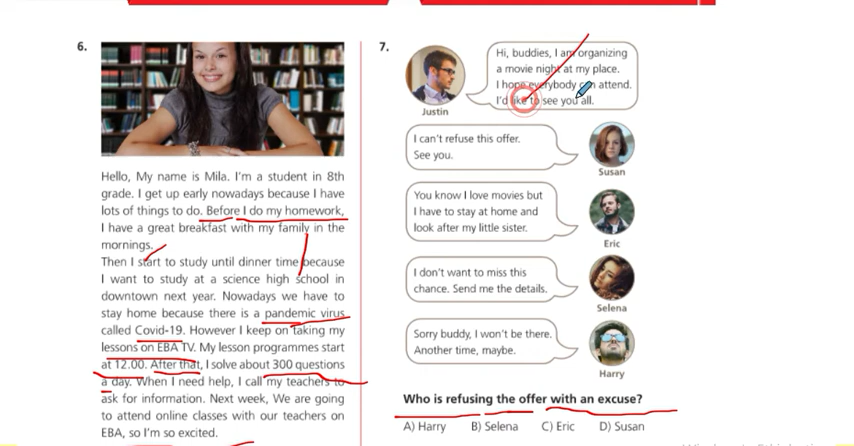 6.
Hello, My name is Mila. I'm a student in 8th
grade. I get up early nowadays because I have
lots of things to do. Before I do my homework,
I have a great breakfast with my family in the
mornings.
Then I start to study until dinner time because
I want to study at a science high school in
downtown next year. Nowadays we have to
stay home because there is a pandemic virus
called Covid-19. However I keep on taking my
lessons on EBA TV. My lesson programmes start
at 12.00. After that, I solve about 300 questions
a day. When I need help, I call my teachers to
ask for information. Next week, We are going
to attend online classes with our teachers on
EBA, so I'm so excited.
7.
Hi, buddies, I am organizing
a movie night at my place.
I hope everybody can attend.
I'd like to see you all.
Justin
I can't refuse this offer.
See you.
Susan
You know I love movies but
I have to stay at home and
look after my little sister.
Eric
I don't want to miss this
chance. Send me the details.
Selena
Sorry buddy, I won't be there.
Another time, maybe.
Harry
Who is refusing the offer with an excuse?
A) Harry B) Selena C) Eric D) Susan